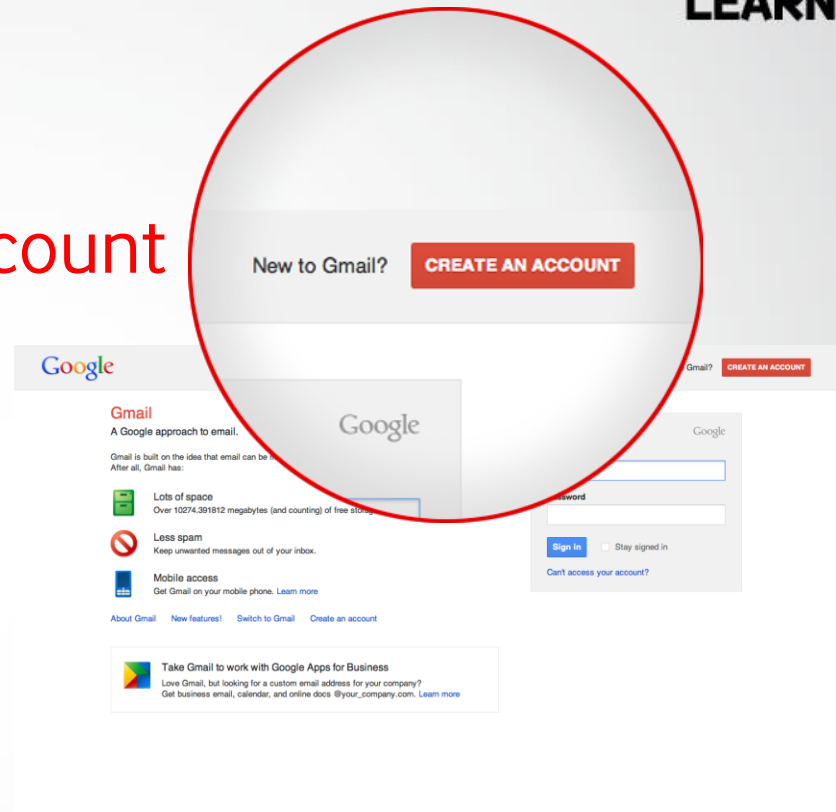 LEARN
count
New to Gmail? CREATE AN ACCOUNT
Google
Gmail? CREATE AN ACCOUNT
Gmail
A Google approach to email.
Gmail is built on the idea that email can be
After all, Gmail has:
Lots of space
Over 10274.391812 megabytes (and counting) of free
Less spam
Keep unwanted messages out of your inbox.
Mobile access
Get Gmail on your mobile phone. Learn more
About Gmail New features! Switch to Gmail Create an account
Take Gmail to work with Google Apps for Business
Love Gmail, but looking for a custom email address for your company?
Get business email, calendar, and online docs @your_company.com. Learn more
Google
Google
Sign in Stay signed in
Can't access your account?